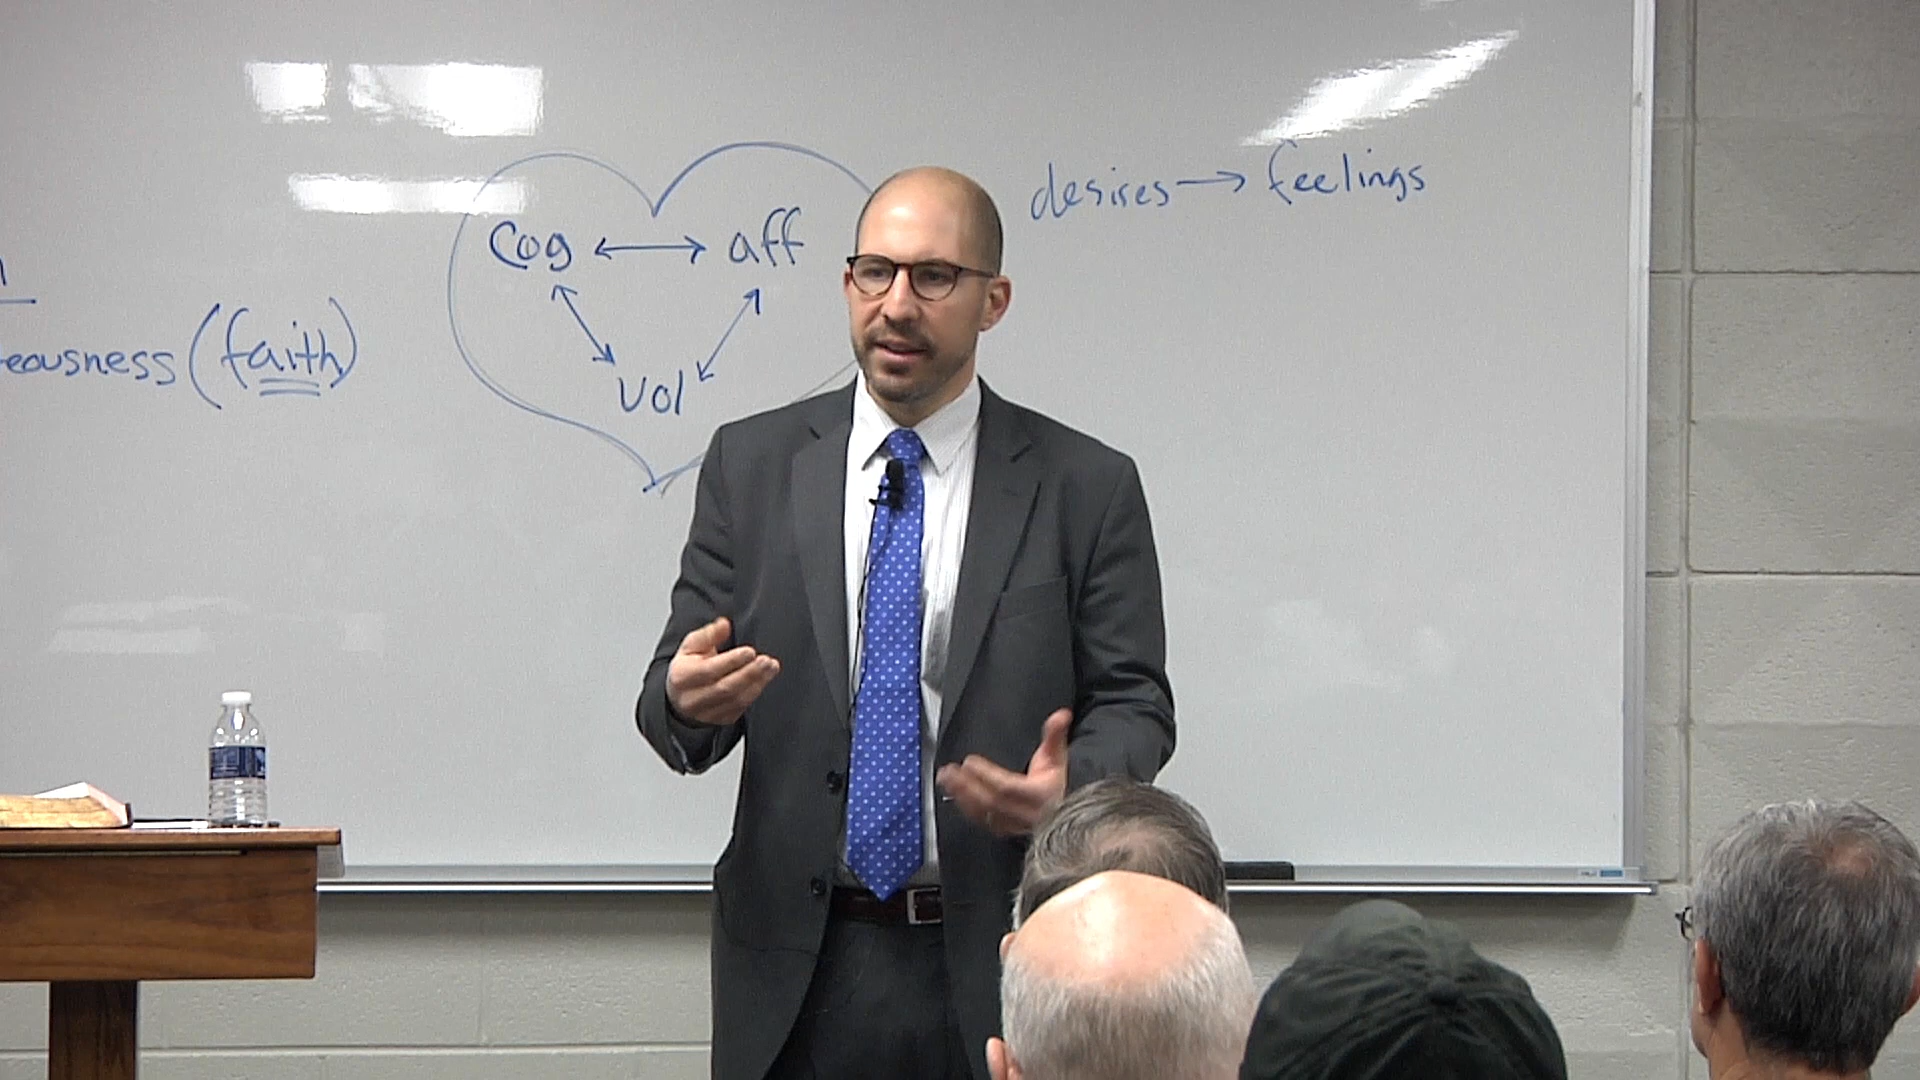 desires → feelings
Cog ↔ aff
vol
eousness (faith)